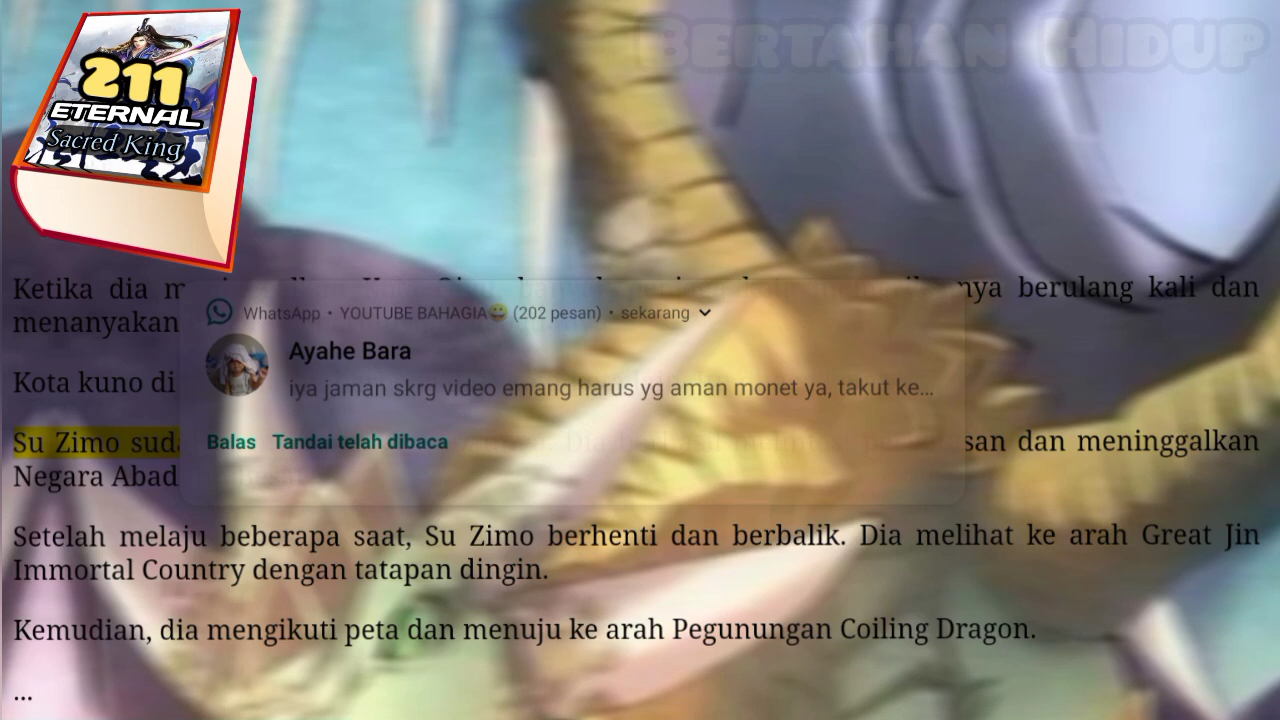 BERTAHAN HIDUP
211
ETERNAL
Sacred King
Ketika dia nya berulang kali dan
menanyakan
WhatsApp • YOUTUBE BAHAGIA😀 (202 pesan) • sekarang
Ayahe Bara
Kota kuno di
iya jaman skrg video emang harus yg aman monet ya, takut ke...
Su Zimo san dan meninggalkan
Balas Tandai telah dibaca
Negara Abad
Setelah melaju beberapa saat, Su Zimo berhenti dan berbalik. Dia melihat ke arah Great Jin
Immortal Country dengan tatapan dingin.
Kemudian, dia mengikuti peta dan menuju ke arah Pegunungan Coiling Dragon.
...